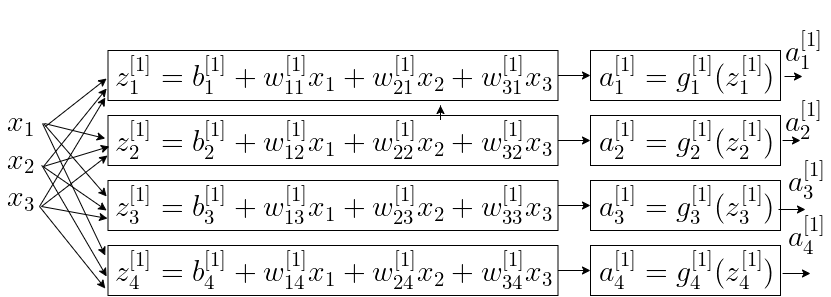 z_1^{[1]} = b_1^{[1]} + w_{11}^{[1]}x_1 + w_{21}^{[1]}x_2 + w_{31}^{[1]}x_3 a_1^{[1]} = g_1^{[1]}(z_1^{[1]}) a_1^{[1]}
x_1
z_2^{[1]} = b_2^{[1]} + w_{12}^{[1]}x_1 + w_{22}^{[1]}x_2 + w_{32}^{[1]}x_3 a_2^{[1]} = g_2^{[1]}(z_2^{[1]}) a_2^{[1]}
x_2
x_3
z_3^{[1]} = b_3^{[1]} + w_{13}^{[1]}x_1 + w_{23}^{[1]}x_2 + w_{33}^{[1]}x_3 a_3^{[1]} = g_3^{[1]}(z_3^{[1]}) a_3^{[1]}
z_4^{[1]} = b_4^{[1]} + w_{14}^{[1]}x_1 + w_{24}^{[1]}x_2 + w_{34}^{[1]}x_3 a_4^{[1]} = g_4^{[1]}(z_4^{[1]}) a_4^{[1]}